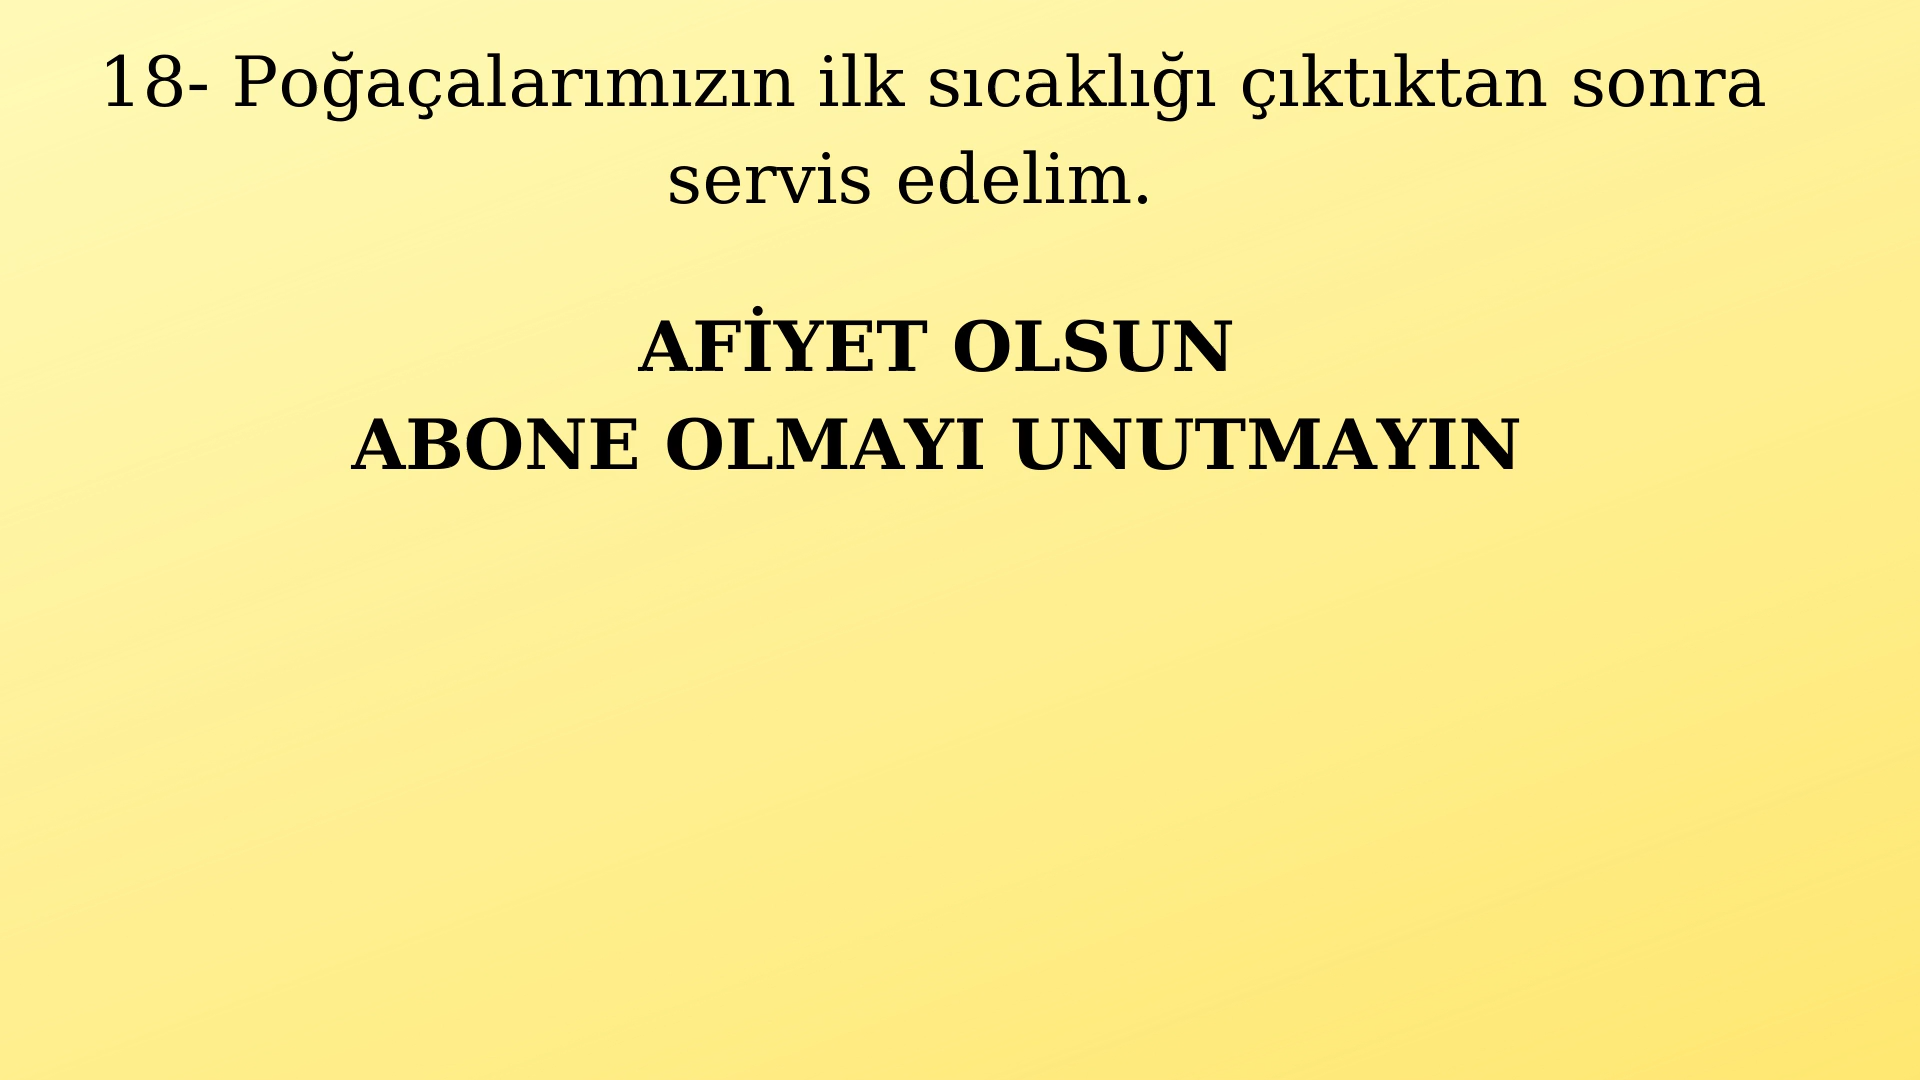 18- Poğaçalarımızın ilk sıcaklığı çıktıktan sonra
servis edelim.
AFİYET OLSUN
ABONE OLMAYI UNUTMAYIN